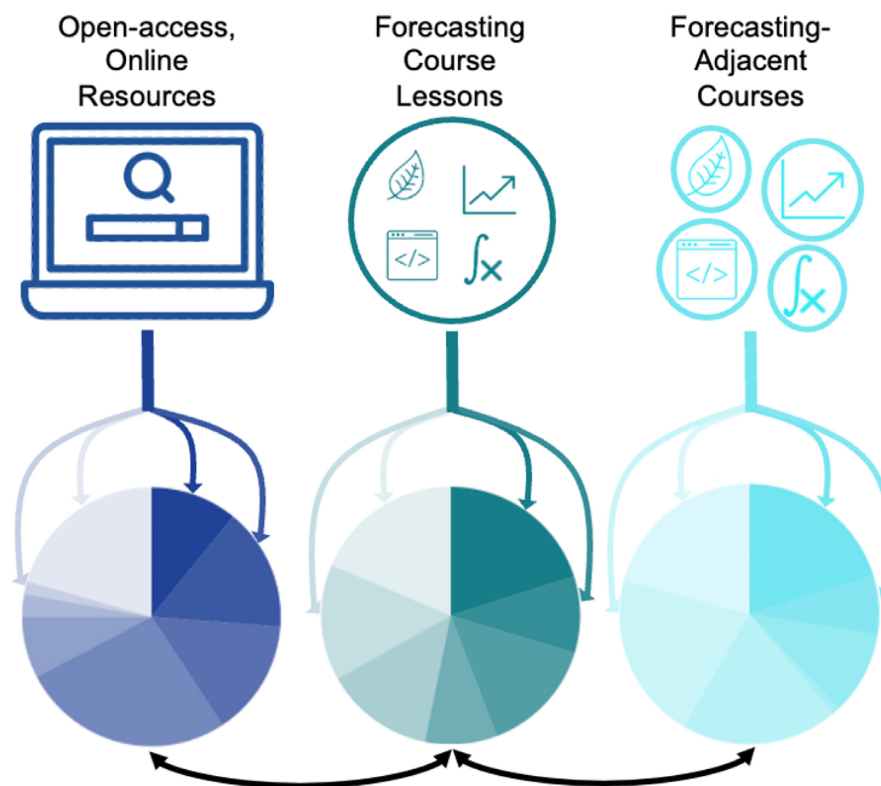 Open-access,
Online
Resources
Forecasting
Course
Lessons
Forecasting-
Adjacent
Courses
</>
∫x
</>
∫x